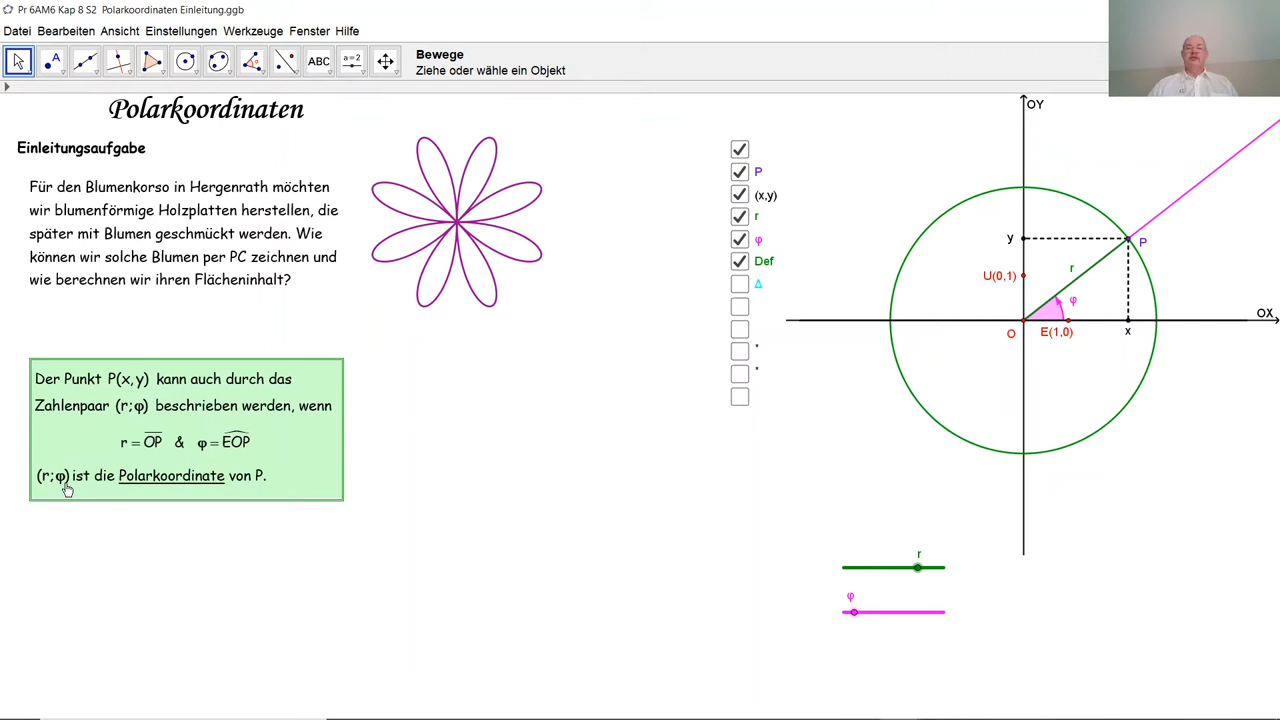 Pr 6AM6 Kap 8 S2 Polarkoordinaten Einleitung.ggb
Datei Bearbeiten Ansicht Einstellungen Werkzeuge Fenster Hilfe
A
ABC
a=2
Bewege
Ziehe oder wähle ein Objekt
Polarkoordinaten
Einleitungsaufgabe
Für den Blumenkorso in Hergenrath möchten
wir blumenförmige Holzplatten herstellen, die
später mit Blumen geschmückt werden. Wie
können wir solche Blumen per PC zeichnen und
wie berechnen wir ihren Flächeninhalt?
Der Punkt P(x,y) kann auch durch das
Zahlenpaar (r;φ) beschrieben werden, wenn
r = OP & φ = EOP
(r;φ) ist die Polarkoordinate von P.
P
(x,y)
r
φ
Def
Δ
*
*
OY
y
P
r
U(0,1)
φ
OX
O
E(1,0)
x
r
φ